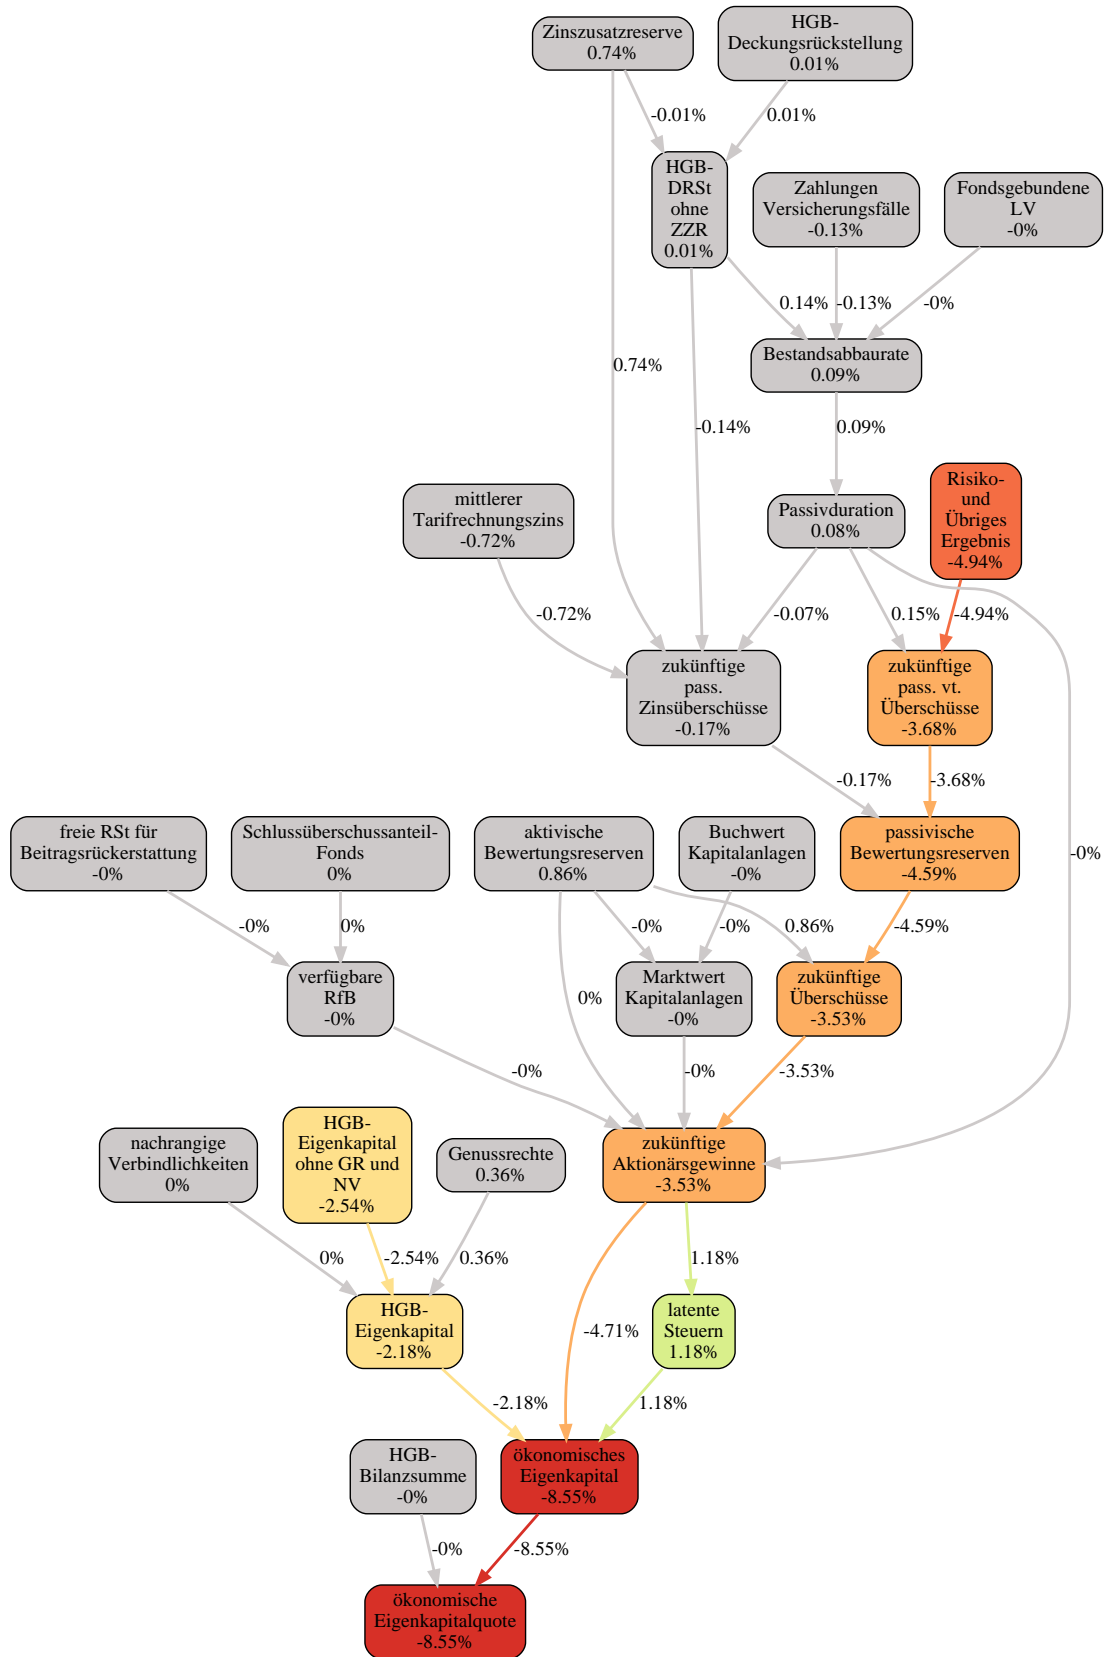 Zinszusatzreserve
0.74%
HGB-
Deckungsrückstellung
0.01%
-0.01%
0.01%
HGB-
DRSt
ohne
ZZR
0.01%
Zahlungen
Versicherungsfälle
-0.13%
Fondsgebundene
LV
-0%
0.14%
-0.13%
-0%
Bestandsabbaurate
0.09%
0.74%
-0.14%
0.09%
mittlerer
Tarifrechnungszins
-0.72%
Passivduration
0.08%
Risiko-
und
Übriges
Ergebnis
-4.94%
-0.72%
-0.07%
0.15%
-4.94%
zukünftige
pass.
Zinsüberschüsse
-0.17%
zukünftige
pass. vt.
Überschüsse
-3.68%
-0.17%
-3.68%
freie RSt für
Beitragsrückerstattung
-0%
Schlussüberschussanteil-
Fonds
0%
aktivische
Bewertungsreserven
0.86%
Buchwert
Kapitalanlagen
-0%
passivische
Bewertungsreserven
-4.59%
-0%
-0%
0%
-0%
-0%
0.86%
-4.59%
verfügbare
RfB
-0%
0%
Marktwert
Kapitalanlagen
-0%
zukünftige
Überschüsse
-3.53%
-0%
-0%
-3.53%
nachrangige
Verbindlichkeiten
0%
HGB-
Eigenkapital
ohne GR und
NV
-2.54%
Genussrechte
0.36%
zukünftige
Aktionärsgewinne
-3.53%
0%
-2.54%
0.36%
1.18%
HGB-
Eigenkapital
-2.18%
-4.71%
latente
Steuern
1.18%
-2.18%
1.18%
HGB-
Bilanzsumme
-0%
ökonomisches
Eigenkapital
-8.55%
-0%
-8.55%
ökonomische
Eigenkapitalquote
-8.55%